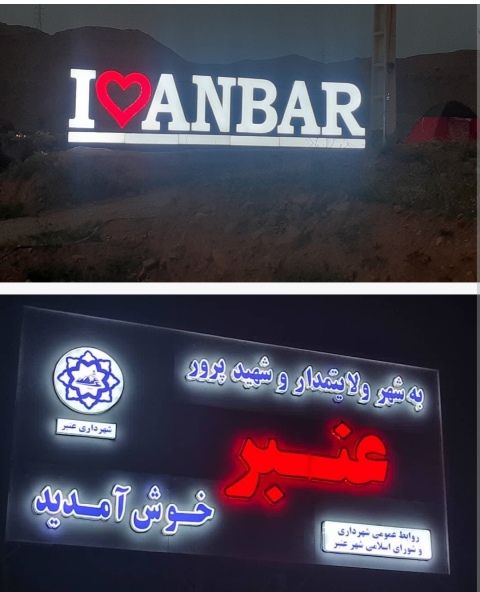 I ♥ ANBAR
به شهر ولایتمدار و شهید پرور
عنبر
خوش آمدید
شهرداری عنبر
روابط عمومی شهرداری
و شورای اسلامی شهر عنبر